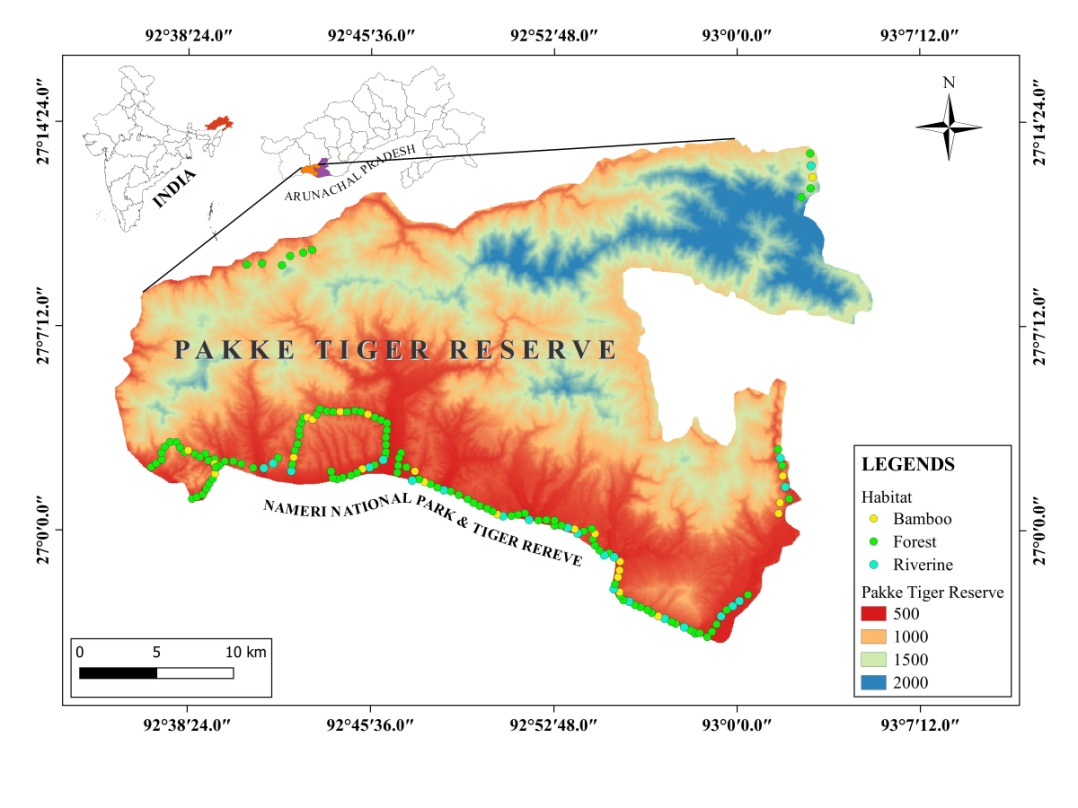 92°38'24.0″ 92°45'36.0″ 92°52'48.0″ 93°0'0.0″ 93°7'12.0″
27°14'24.0″
27°14'24.0″
N
INDIA
ARUNACHAL PRADESH
27°7'12.0″
27°7'12.0″
PAKKE TIGER RESERVE
27°0'0.0″
27°0'0.0″
NAMERI NATIONAL PARK & TIGER REREVE
LEGENDS
Habitat
Bamboo
Forest
Riverine
Pakke Tiger Reserve
500
1000
1500
2000
0 5 10 km
92°38'24.0″ 92°45'36.0″ 92°52'48.0″ 93°0'0.0″ 93°7'12.0″